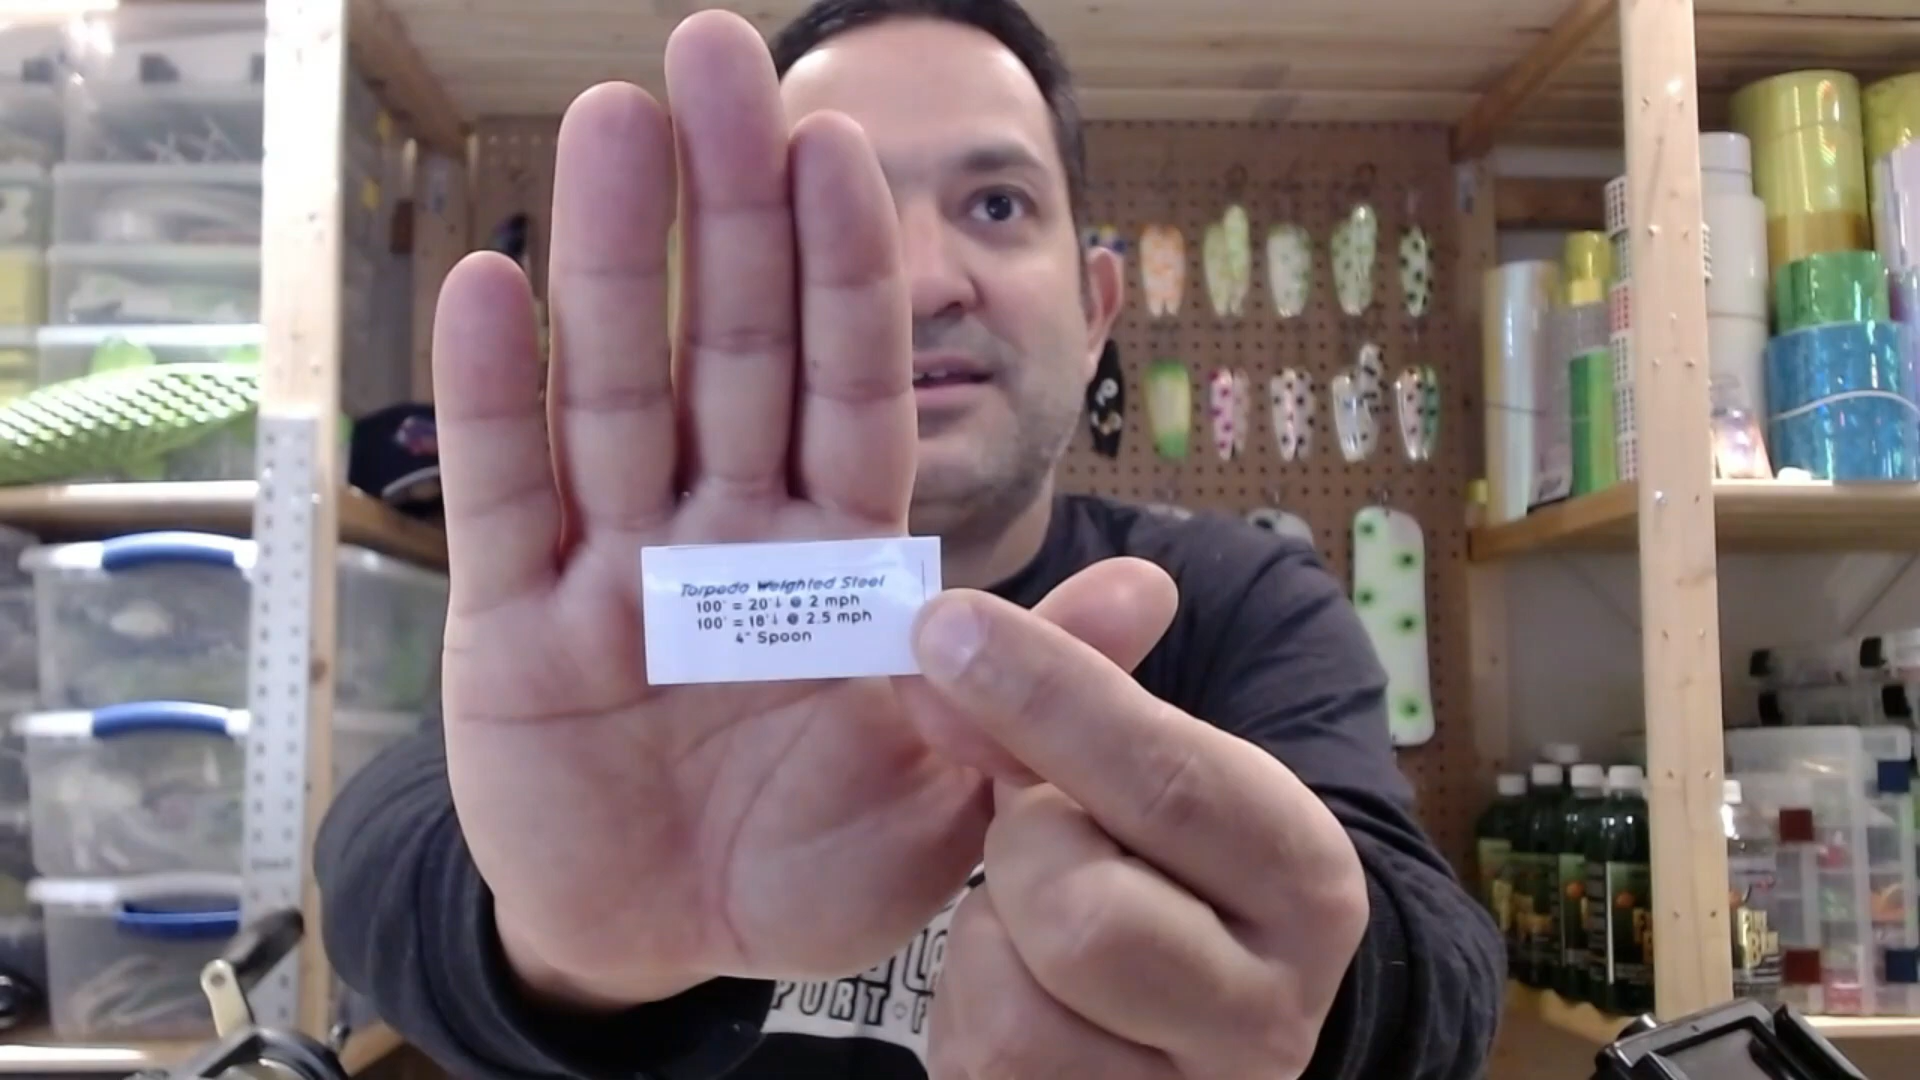 Torpedo Weighted Steel
100' = 20'↓ @ 2 mph
100' = 18'↓ @ 2.5 mph
4" Spoon